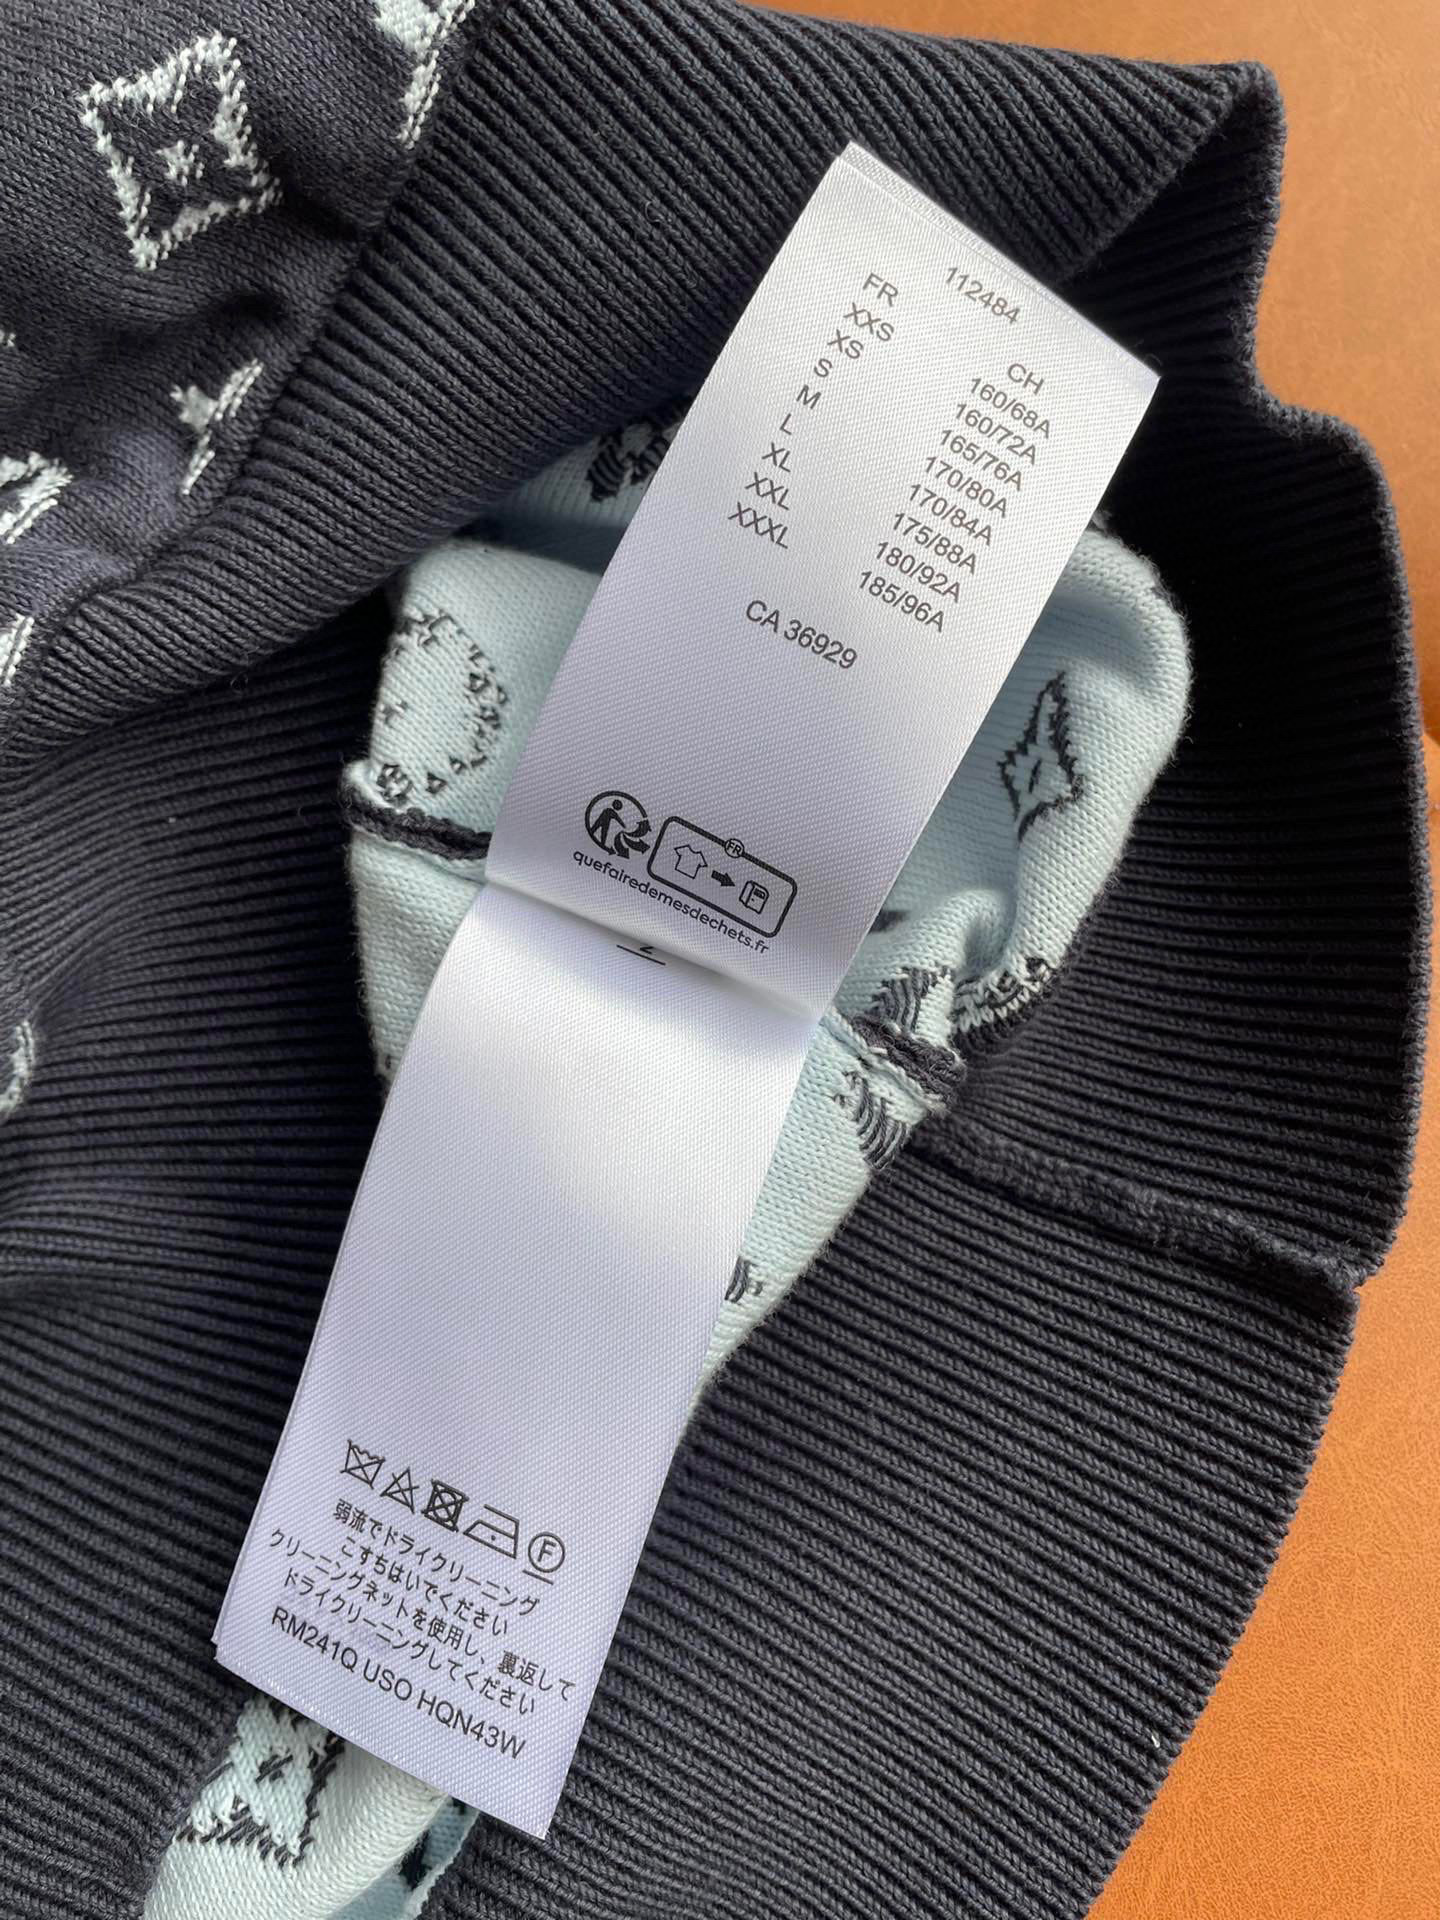 112484
FR CH
XXS 160/68A
XS 160/72A
S 165/76A
M 170/80A
L 170/84A
XL 175/88A
XXL 180/92A
XXXL 185/96A
CA 36929
FR
quefairedemesdechets.fr
2
F
弱流でドライクリーニング
こすちはいでください
クリーニングネットを使用し、裏返して
ドライクリーニングしてください
RM241Q USO HQN43W